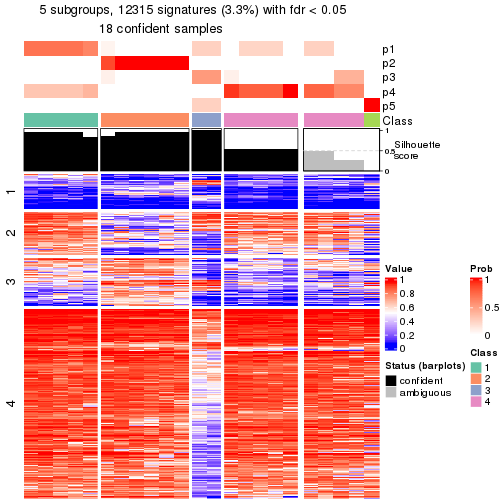 5 subgroups, 12315 signatures (3.3%) with fdr < 0.05
18 confident samples
p1
p2
p3
p4
p5
Class
1
0.5
0
Silhouette
score
1
2
3
4
Value
1
0.8
0.6
0.4
0.2
0
Prob
1
0.5
0
Status (barplots)
confident
ambiguous
Class
1
2
3
4